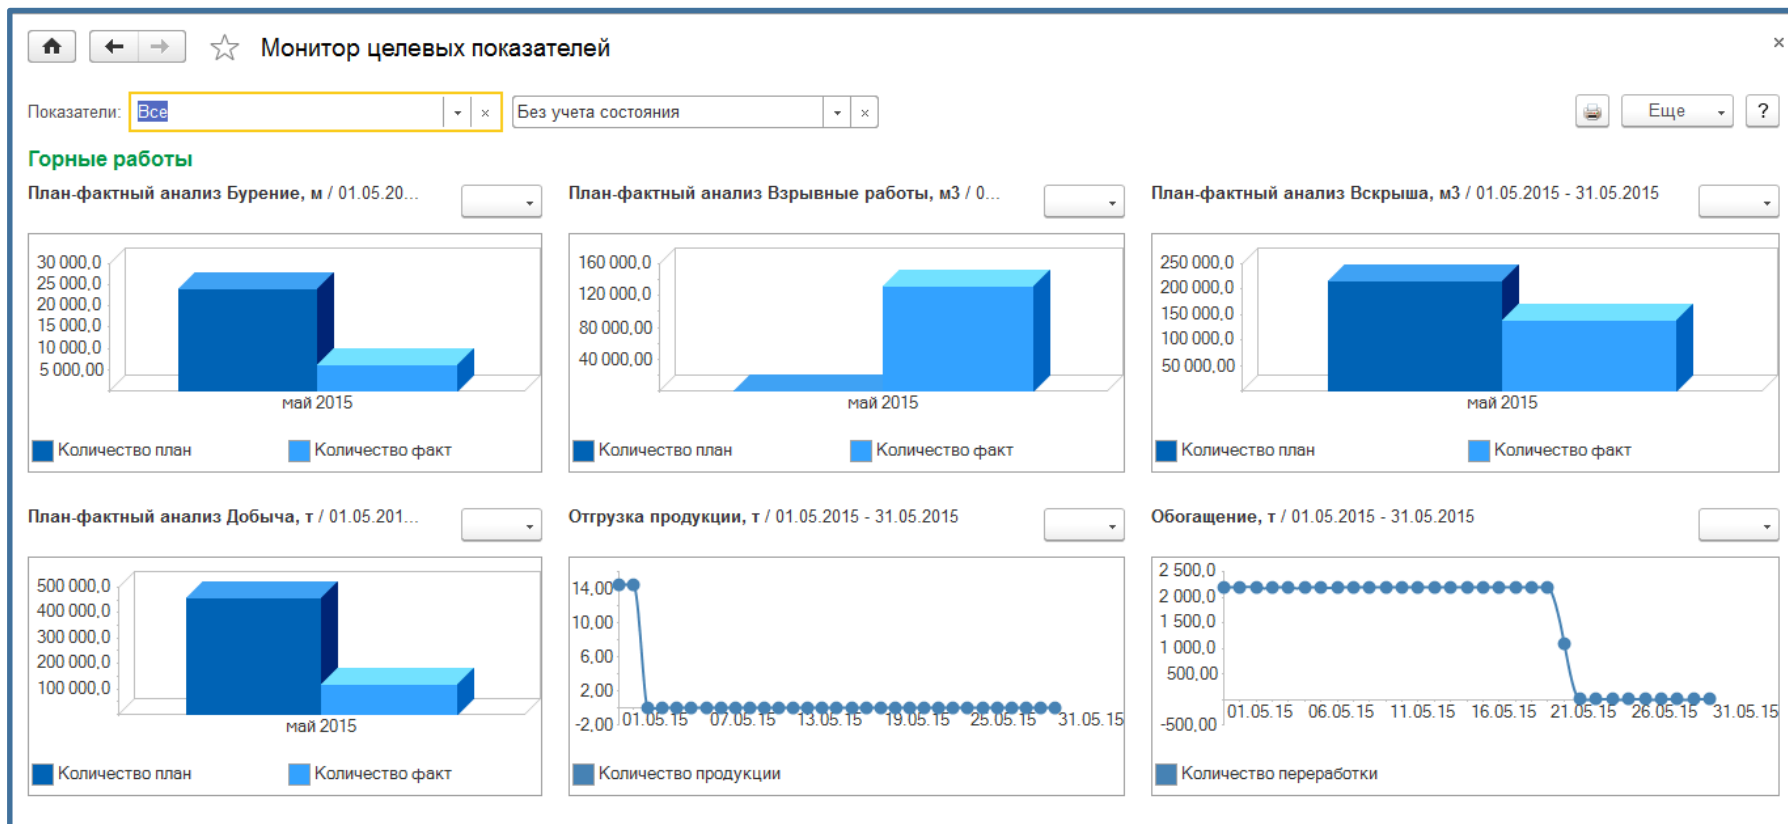 Монитор целевых показателей
×
Показатели: Все × Без учета состояния × Еще ?
Горные работы
План-фактный анализ Бурение, м / 01.05.20...
30 000,0
25 000,0
20 000,0
15 000,0
10 000,0
5 000,00
май 2015
Количество план Количество факт
План-фактный анализ Взрывные работы, м3 / 0...
160 000,0
120 000,0
80 000,00
40 000,00
май 2015
Количество план Количество факт
План-фактный анализ Вскрыша, м3 / 01.05.2015 - 31.05.2015
250 000,0
200 000,0
150 000,0
100 000,0
50 000,00
май 2015
Количество план Количество факт
План-фактный анализ Добыча, т / 01.05.201...
500 000,0
400 000,0
300 000,0
200 000,0
100 000,0
май 2015
Количество план Количество факт
Отгрузка продукции, т / 01.05.2015 - 31.05.2015
14,00
10,00
6,00
2,00
-2,00
01.05.15 07.05.15 13.05.15 19.05.15 25.05.15 31.05.15
Количество продукции
Обогащение, т / 01.05.2015 - 31.05.2015
2 500,0
2 000,0
1 500,0
1 000,0
500,00
-500,00
01.05.15 06.05.15 11.05.15 16.05.15 21.05.15 26.05.15 31.05.15
Количество переработки